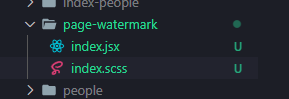 index-people
page-watermark
index.jsx U
index.scss U
people